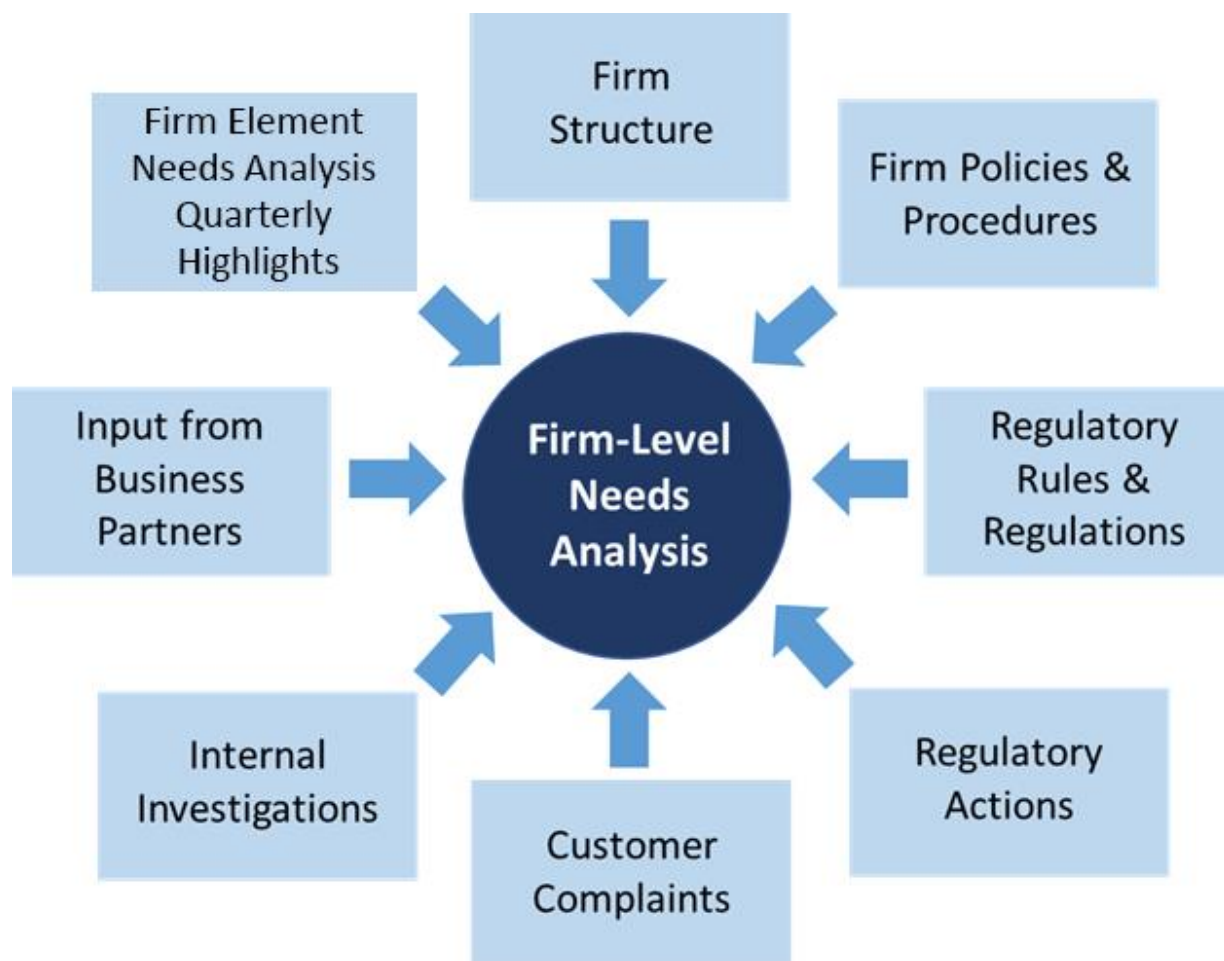 Firm
Structure
Firm Element
Needs Analysis
Quarterly
Highlights
Firm Policies &
Procedures
Input from
Business
Partners
Firm-Level
Needs
Analysis
Regulatory
Rules &
Regulations
Internal
Investigations
Customer
Complaints
Regulatory
Actions